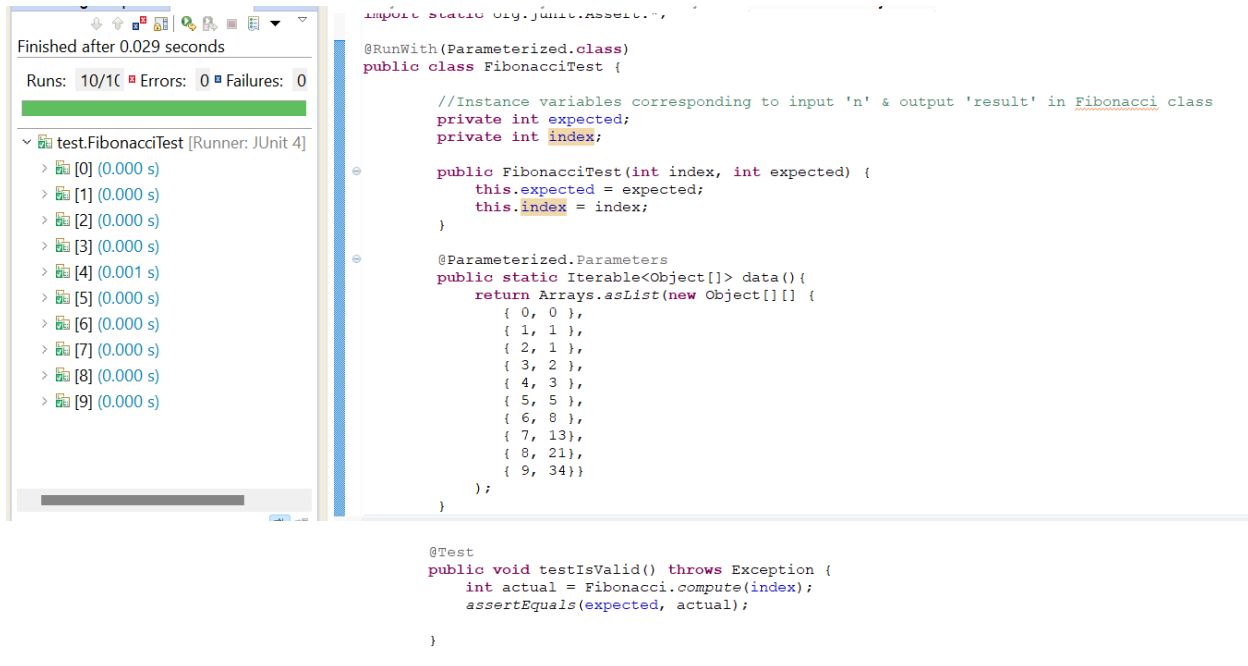 Finished after 0.029 seconds
Runs: 10/10 Errors: 0 Failures: 0
test.FibonacciTest [Runner: JUnit 4]
[0] (0.000 s)
[1] (0.000 s)
[2] (0.000 s)
[3] (0.000 s)
[4] (0.001 s)
[5] (0.000 s)
[6] (0.000 s)
[7] (0.000 s)
[8] (0.000 s)
[9] (0.000 s)
import static org.junit.Assert.*;
@RunWith(Parameterized.class)
public class FibonacciTest {
//Instance variables corresponding to input 'n' & output 'result' in Fibonacci class
private int expected;
private int index;
public FibonacciTest(int index, int expected) {
this.expected = expected;
this.index = index;
}
@Parameterized.Parameters
public static Iterable<Object[]> data(){
return Arrays.asList(new Object[][] {
{ 0, 0 },
{ 1, 1 },
{ 2, 1 },
{ 3, 2 },
{ 4, 3 },
{ 5, 5 },
{ 6, 8 },
{ 7, 13},
{ 8, 21},
{ 9, 34}}
);
}
@Test
public void testIsValid() throws Exception {
int actual = Fibonacci.compute(index);
assertEquals(expected, actual);
}